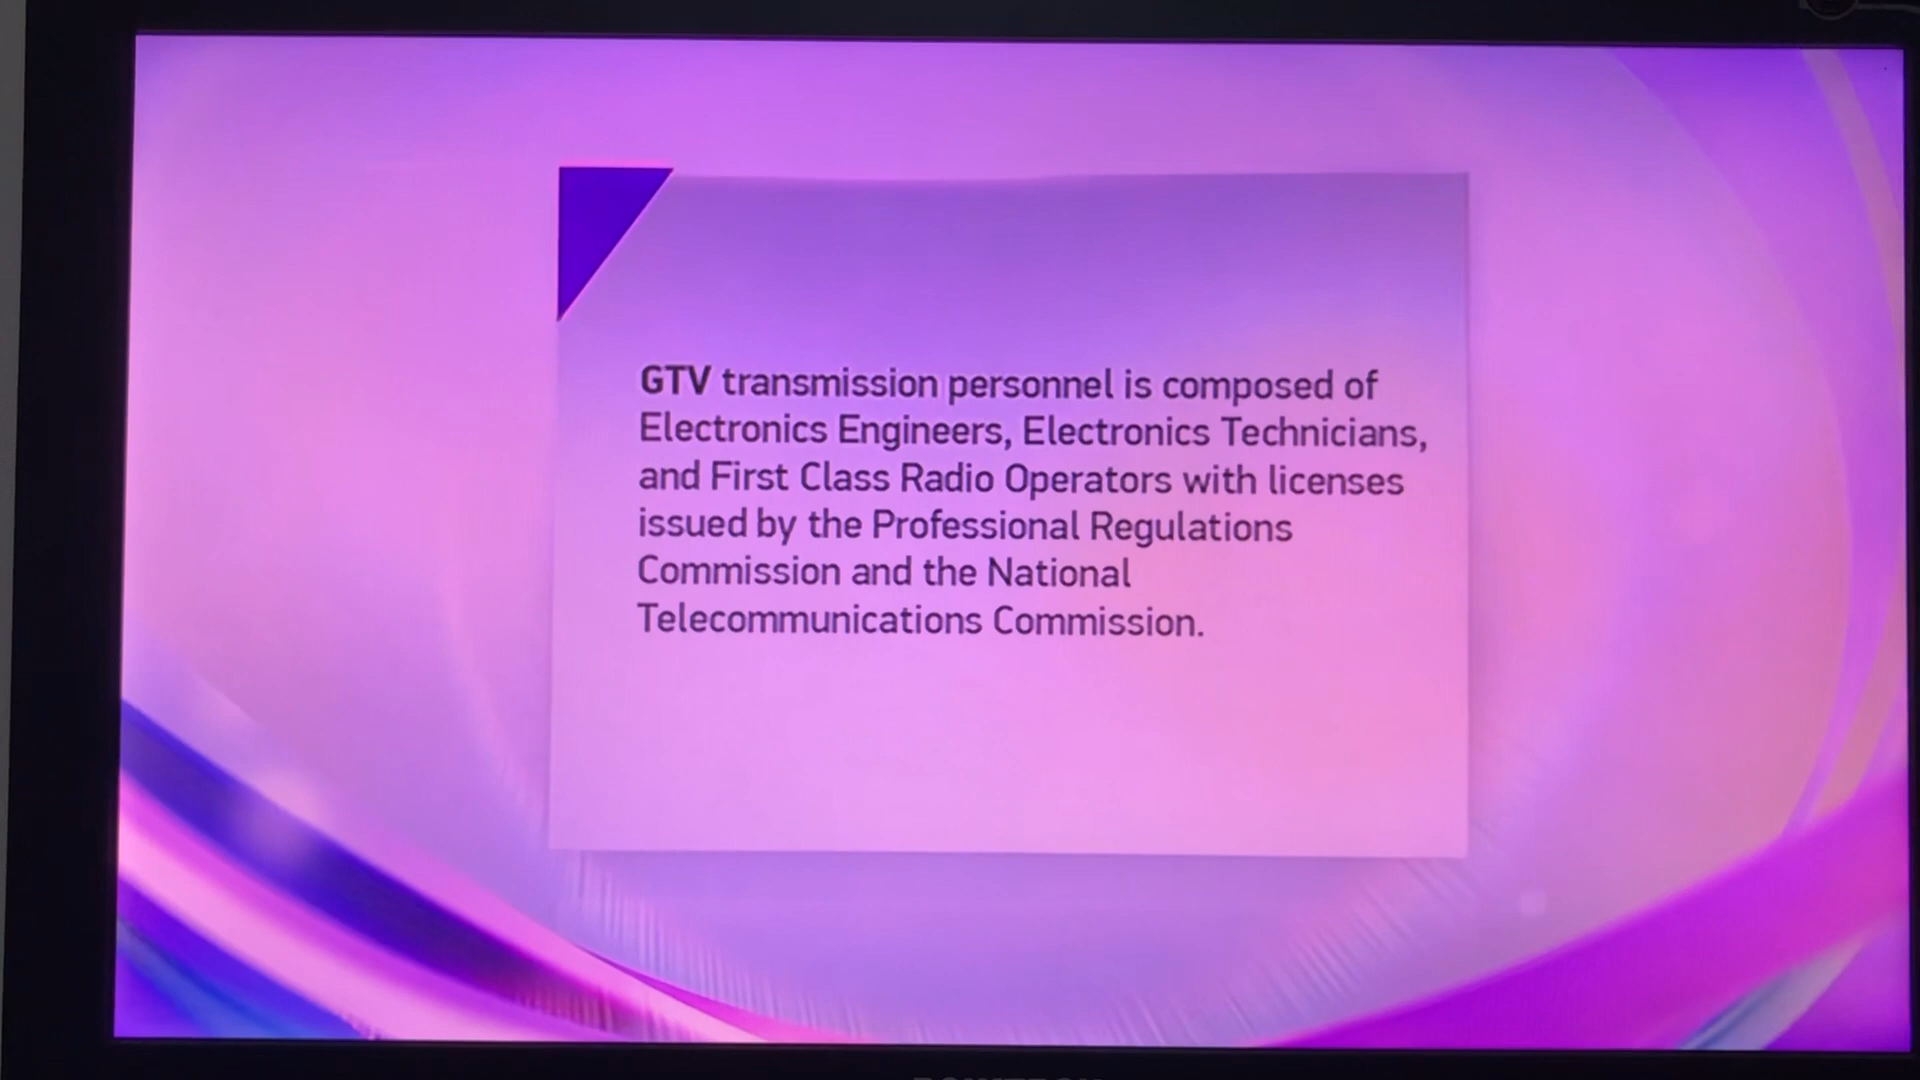 GTV transmission personnel is composed of
Electronics Engineers, Electronics Technicians,
and First Class Radio Operators with licenses
issued by the Professional Regulations
Commission and the National
Telecommunications Commission.